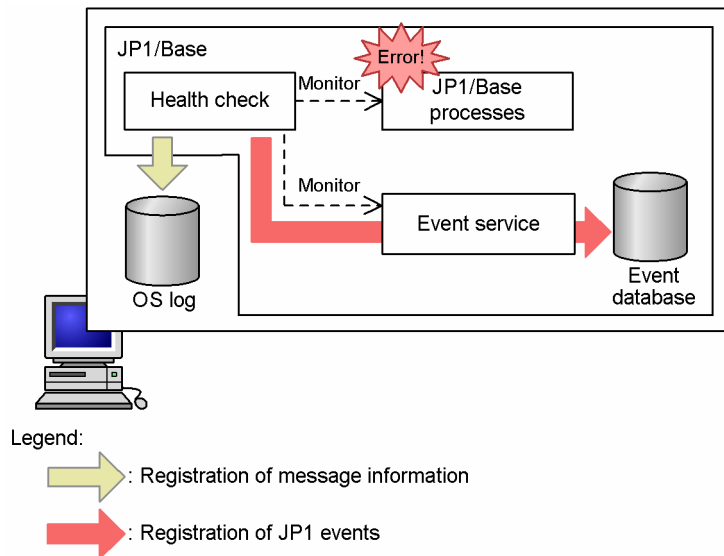 JP1/Base
Error!
Health check
Monitor
JP1/Base
processes
Monitor
Event service
OS log
Event
database
Legend:
: Registration of message information
: Registration of JP1 events